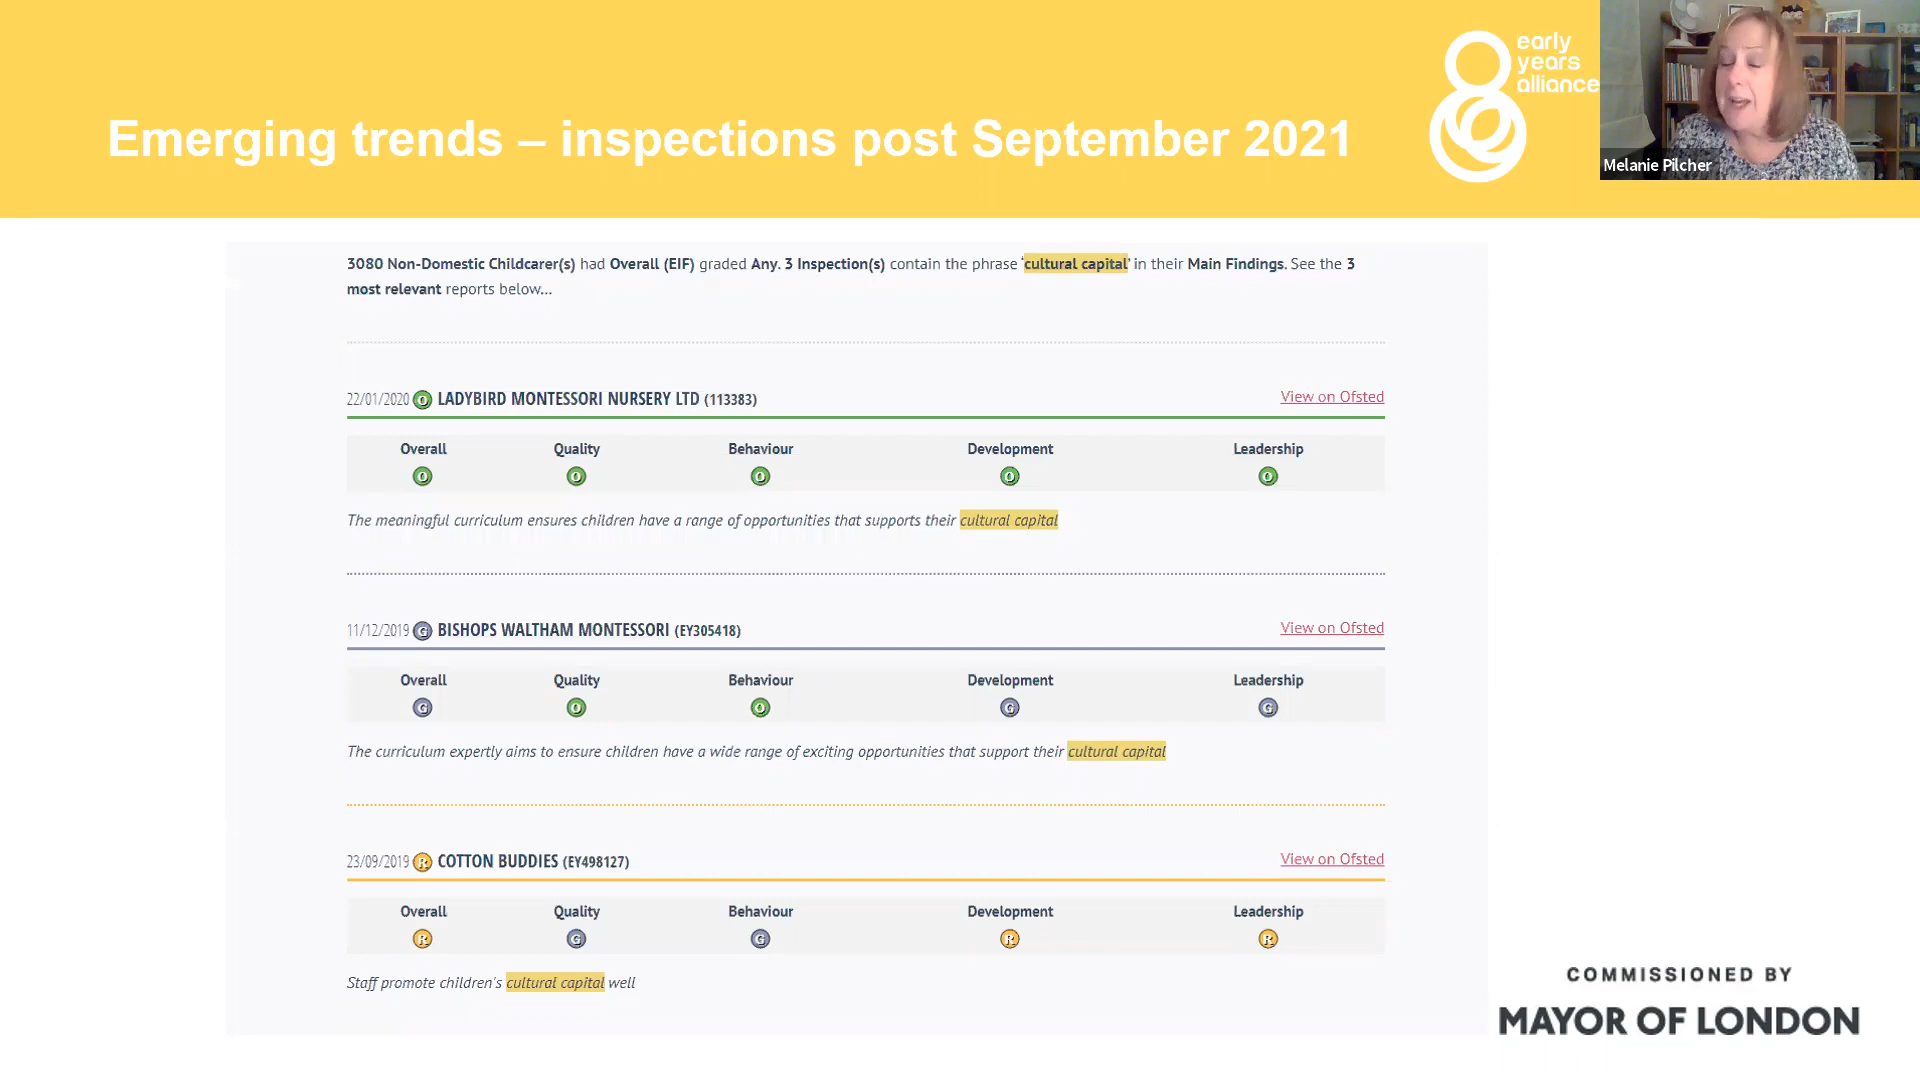 early
years
alliance
Emerging trends – inspections post September 2021
Melanie Pilcher
3080 Non-Domestic Childcarer(s) had Overall (EIF) graded Any. 3 Inspection(s) contain the phrase 'cultural capital' in their Main Findings. See the 3
most relevant reports below...
22/01/2020 O LADYBIRD MONTESSORI NURSERY LTD (113383) View on Ofsted
Overall Quality Behaviour Development Leadership
O O O O O
The meaningful curriculum ensures children have a range of opportunities that supports their cultural capital
11/12/2019 G BISHOPS WALTHAM MONTESSORI (EY305418) View on Ofsted
Overall Quality Behaviour Development Leadership
G O O G G
The curriculum expertly aims to ensure children have a wide range of exciting opportunities that support their cultural capital
23/09/2019 R COTTON BUDDIES (EY498127) View on Ofsted
Overall Quality Behaviour Development Leadership
R G G R R
Staff promote children's cultural capital well
COMMISSIONED BY
MAYOR OF LONDON